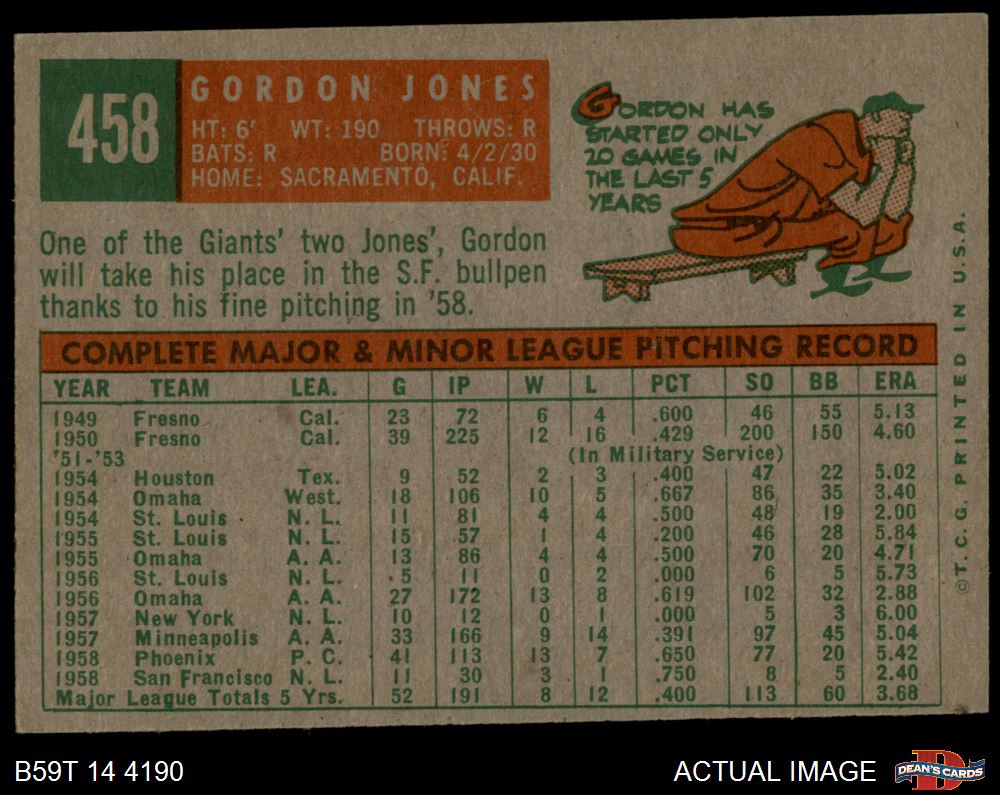 458
GORDON JONES
HT: 6' WT: 190 THROWS: R
BATS: R BORN: 4/2/30
HOME: SACRAMENTO, CALIF.
GORDON HAS
STARTED ONLY
20 GAMES IN
THE LAST 5
YEARS
One of the Giants' two Jones', Gordon
will take his place in the S.F. bullpen
thanks to his fine pitching in '58.
COMPLETE MAJOR & MINOR LEAGUE PITCHING RECORD
YEAR TEAM LEA. G IP W L PCT SO BB ERA
1949 Fresno Cal. 23 72 6 4 .600 46 55 5.13
1950 Fresno Cal. 39 225 12 16 .429 200 150 4.60
'51-'53 (In Military Service)
1954 Houston Tex. 9 52 2 3 .400 47 22 5.02
1954 Omaha West. 18 106 10 5 .667 86 35 3.40
1954 St. Louis N. L. 11 81 4 4 .500 48 19 2.00
1955 St. Louis N. L. 15 57 1 4 .200 46 28 5.84
1955 Omaha A. A. 13 86 4 4 .500 70 20 4.71
1956 St. Louis N. L. 5 11 0 2 .000 6 5 5.73
1956 Omaha A. A. 27 172 13 8 .619 102 32 2.88
1957 New York N. L. 10 12 0 1 .000 5 3 6.00
1957 Minneapolis A. A. 33 166 9 14 .391 97 45 5.04
1958 Phoenix P. C. 41 113 13 7 .650 77 20 5.42
1958 San Francisco N. L. 11 30 3 1 .750 8 5 2.40
Major League Totals 5 Yrs. 52 191 8 12 .400 113 60 3.68
©T. C. G. PRINTED IN U.S.A.
B59T 14 4190
ACTUAL IMAGE
DEAN'S CARDS